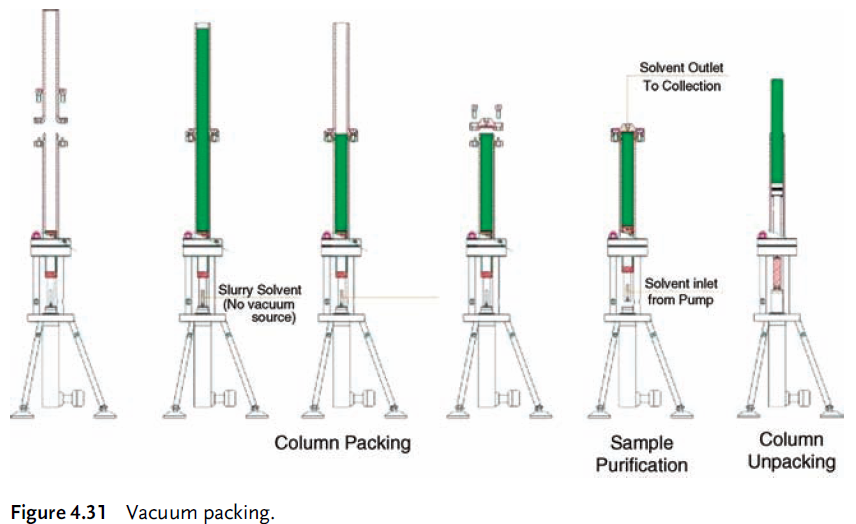 Solvent Outlet
To Collection
Slurry Solvent
(No vacuum
source)
Solvent inlet
from Pump
Column Packing
Sample
Purification
Column
Unpacking
Figure 4.31 Vacuum packing.